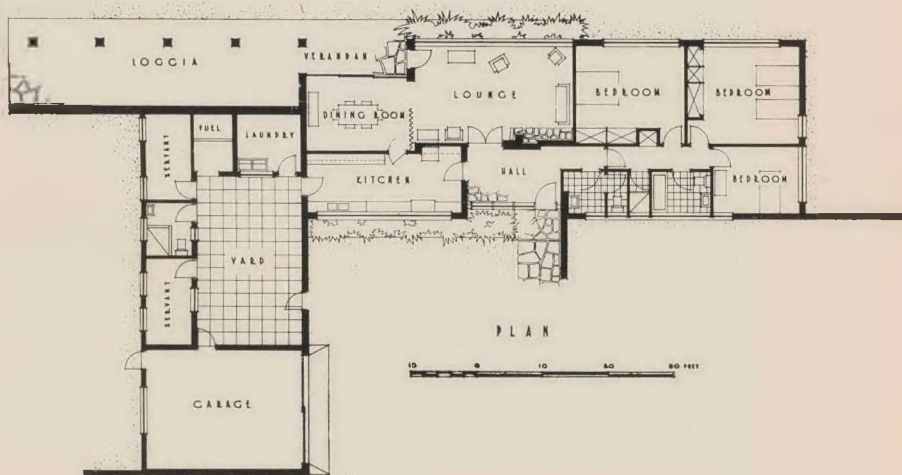 LOGGIA
VERANDAH
LOUNGE
BEDROOM
BEDROOM
DINING ROOM
FUEL
LAUNDRY
SERVANT
KITCHEN
HALL
BEDROOM
YARD
SERVANT
PLAN
10 0 10 20 30 FEET
GARAGE